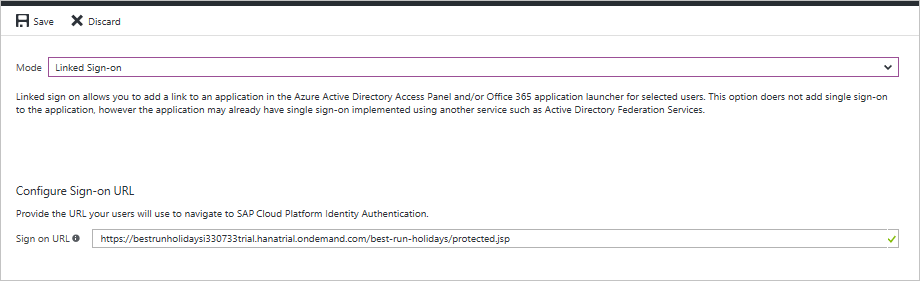 Save Discard
Mode Linked Sign-on
Linked sign on allows you to add a link to an application in the Azure Active Directory Access Panel and/or Office 365 application launcher for selected users. This option doers not add single sign-on
to the application, however the application may already have single sign-on implemented using another service such as Active Directory Federation Services.
Configure Sign-on URL
Provide the URL your users will use to navigate to SAP Cloud Platform Identity Authentication.
Sign on URL https://bestrunholidaysi330733trial.hanatrial.ondemand.com/best-run-holidays/protected.jsp